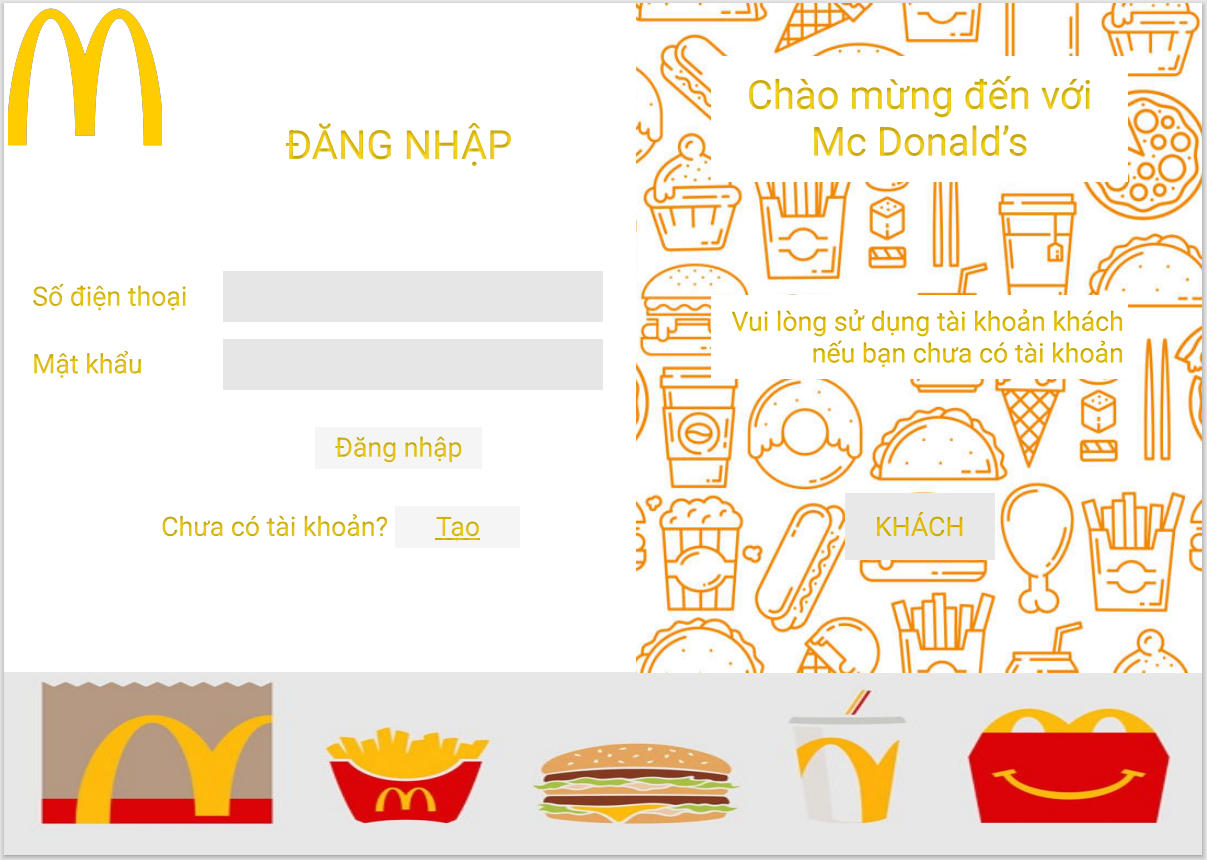 ĐĂNG NHẬP
Số điện thoại
Mật khẩu
Đăng nhập
Chưa có tài khoản? Tạo
Chào mừng đến với
Mc Donald’s
Vui lòng sử dụng tài khoản khách
nếu bạn chưa có tài khoản
KHÁCH